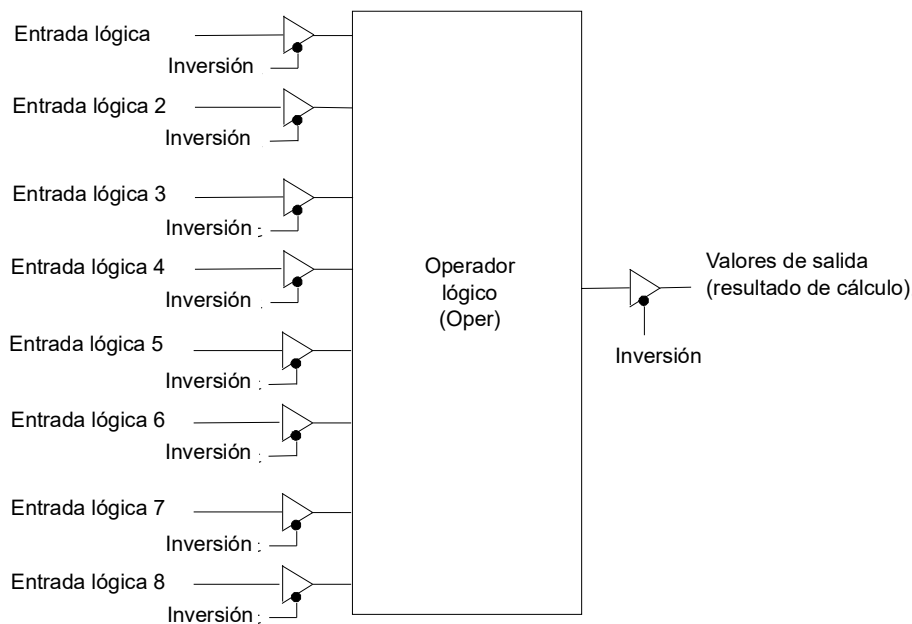 Entrada lógica
Inversión
Entrada lógica 2
Inversión
Entrada lógica 3
Inversión
Entrada lógica 4
Inversión
Entrada lógica 5
Inversión
Entrada lógica 6
Inversión
Entrada lógica 7
Inversión
Entrada lógica 8
Inversión
Operador
lógico
(Oper)
Valores de salida
(resultado de cálculo)
Inversión